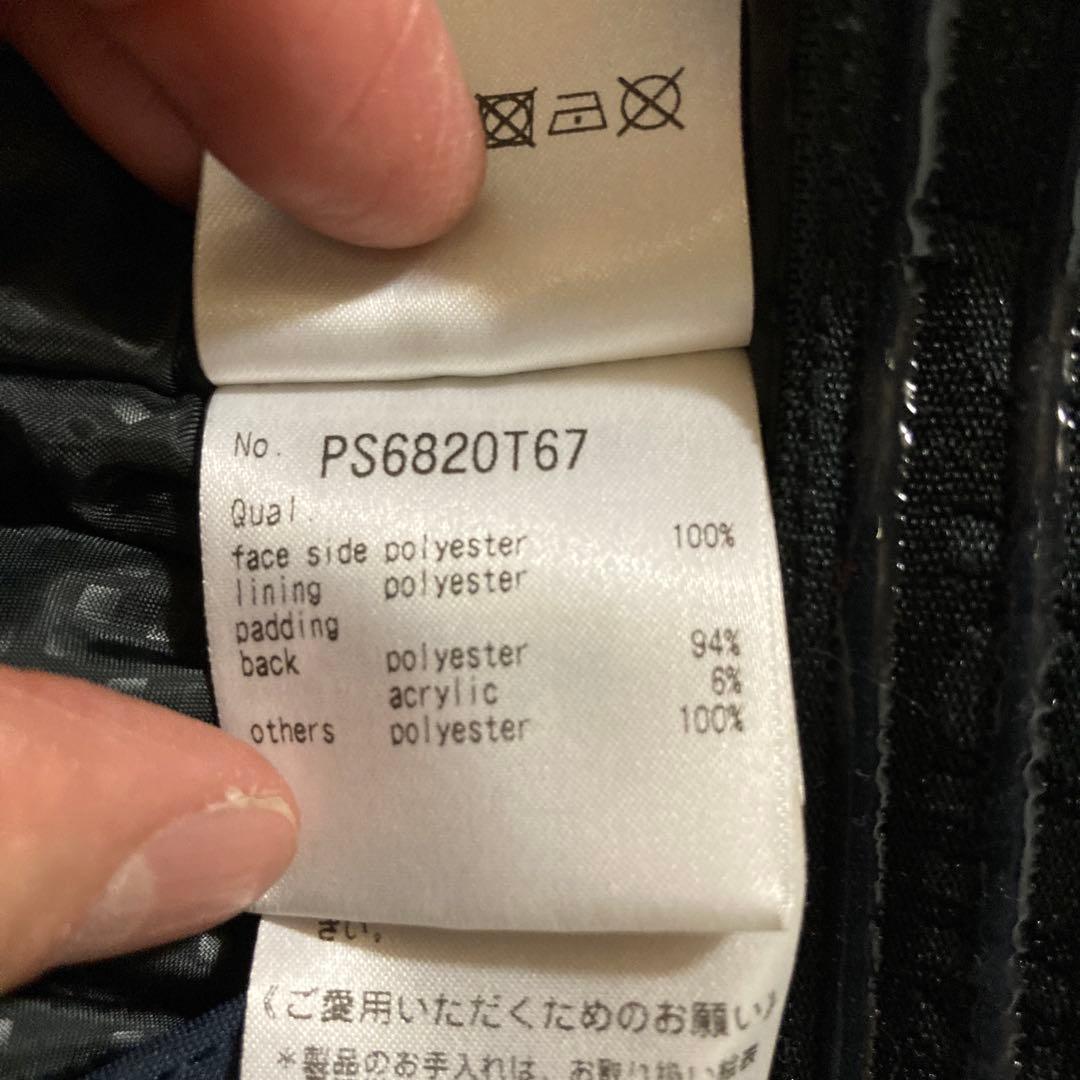 No. PS6820T67
Qual.
face side polyester 100%
lining polyester
padding
back polyester 94%
acrylic 6%
others polyester 100%
さい。
《ご愛用いただくためのお願い》
*製品のお手入れは、お取り扱い絵表